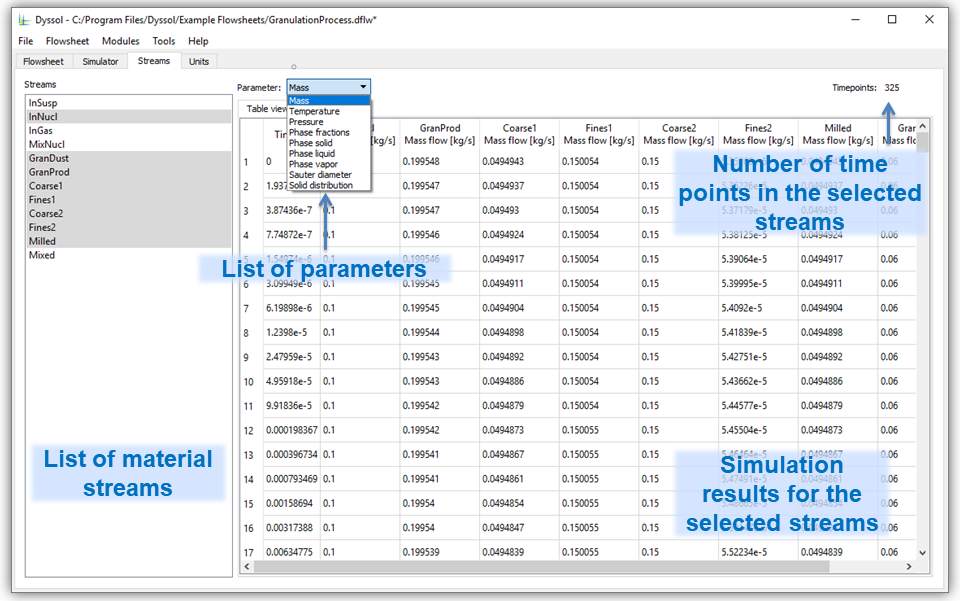 Dyssol - C:/Program Files/Dyssol/Example Flowsheets/GranulationProcess.dflw*
File Flowsheet Modules Tools Help
Flowsheet Simulator Streams Units
Streams
InSusp
InNucl
InGas
MixNucl
GranDust
GranProd
Coarse1
Fines1
Coarse2
Fines2
Milled
Mixed
List of material
streams
Parameter: Mass
Timepoints: 325
Mass
Temperature
Pressure
Phase fractions
Phase solid
Phase liquid
Phase vapor
Sauter diameter
Solid distribution
Table view
List of parameters
Number of time
points in the selected
streams
GranProd Coarse1 Fines1 Coarse2 Fines2 Milled
[kg/s] Mass flow [kg/s] Mass flow [kg/s] Mass flow [kg/s] Mass flow [kg/s] Mass flow [kg/s] Mass flow [kg/s]
1 0 0.199548 0.0494943 0.150054 0.15
2 0.199547 0.0494937 0.150054 0.15
3 3.87436e-7 0.1 0.199547 0.049493 0.150054 0.15 5.37179e-5 0.049493 0.06
4 7.74872e-7 0.1 0.199546 0.0494924 0.150054 0.15 5.38125e-5 0.0494924 0.06
5 1.54974e-6 0.1 0.199546 0.0494917 0.150054 0.15 5.39064e-5 0.0494917 0.06
6 3.09949e-6 0.1 0.199545 0.0494911 0.150054 0.15 5.39995e-5 0.0494911 0.06
7 6.19898e-6 0.1 0.199545 0.0494904 0.150054 0.15 5.4092e-5 0.0494904 0.06
8 1.2398e-5 0.1 0.199544 0.0494898 0.150054 0.15 5.41839e-5 0.0494898 0.06
9 2.47959e-5 0.1 0.199543 0.0494892 0.150054 0.15 5.42751e-5 0.0494892 0.06
10 4.95918e-5 0.1 0.199543 0.0494886 0.150054 0.15 5.43662e-5 0.0494886 0.06
11 9.91836e-5 0.1 0.199542 0.0494879 0.150054 0.15 5.44577e-5 0.0494879 0.06
12 0.000198367 0.1 0.199542 0.0494873 0.150055 0.15 5.45504e-5 0.0494873 0.06
13 0.000396734 0.1 0.199541 0.0494867 0.150055 0.15 5.46464e-5 0.0494867 0.06
14 0.000793469 0.1 0.199541 0.0494861 0.150055 0.15 5.47491e-5 0.0494861 0.06
15 0.00158694 0.1 0.19954 0.0494854 0.150055 0.15 0.06
16 0.00317388 0.1 0.19954 0.0494847 0.150055 0.15 0.06
17 0.00634775 0.1 0.199539 0.0494839 0.150055 0.15 5.52234e-5 0.0494839 0.06
Simulation
results for the
selected streams